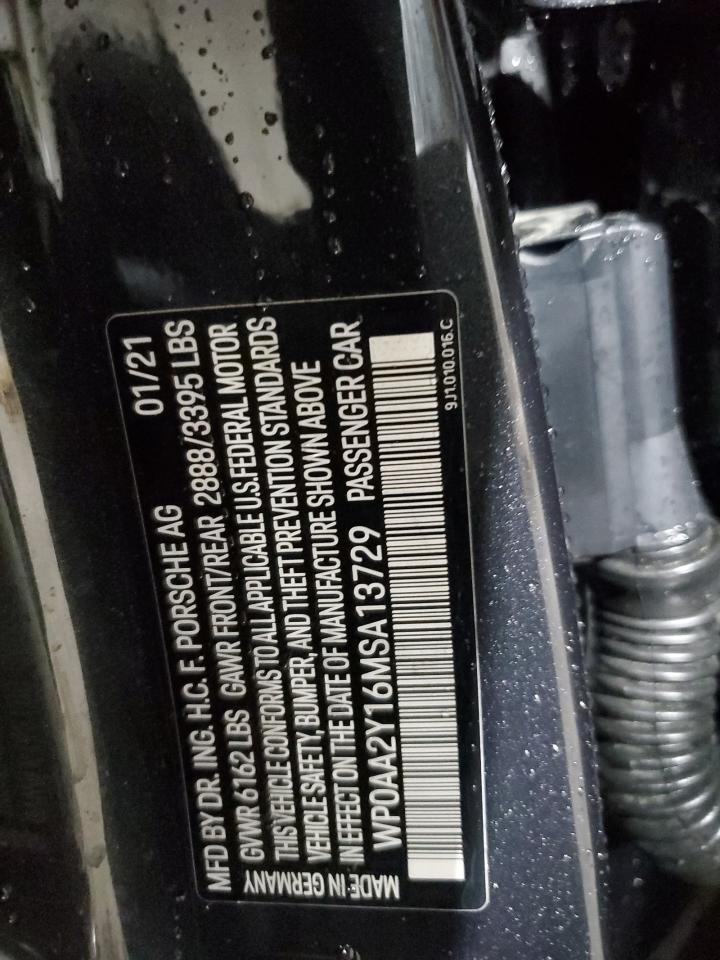 MFD BY DR. ING. H.C. F. PORSCHE AG 01/21
GVWR 6162 LBS GAWR FRONT/REAR 2888/3395 LBS
THIS VEHICLE CONFORMS TO ALL APPLICABLE U.S. FEDERAL MOTOR
VEHICLE SAFETY, BUMPER, AND THEFT PREVENTION STANDARDS
IN EFFECT ON THE DATE OF MANUFACTURE SHOWN ABOVE
WP0AA2Y16MSA13729 PASSENGER CAR
MADE IN GERMANY
9J1.010.016.C